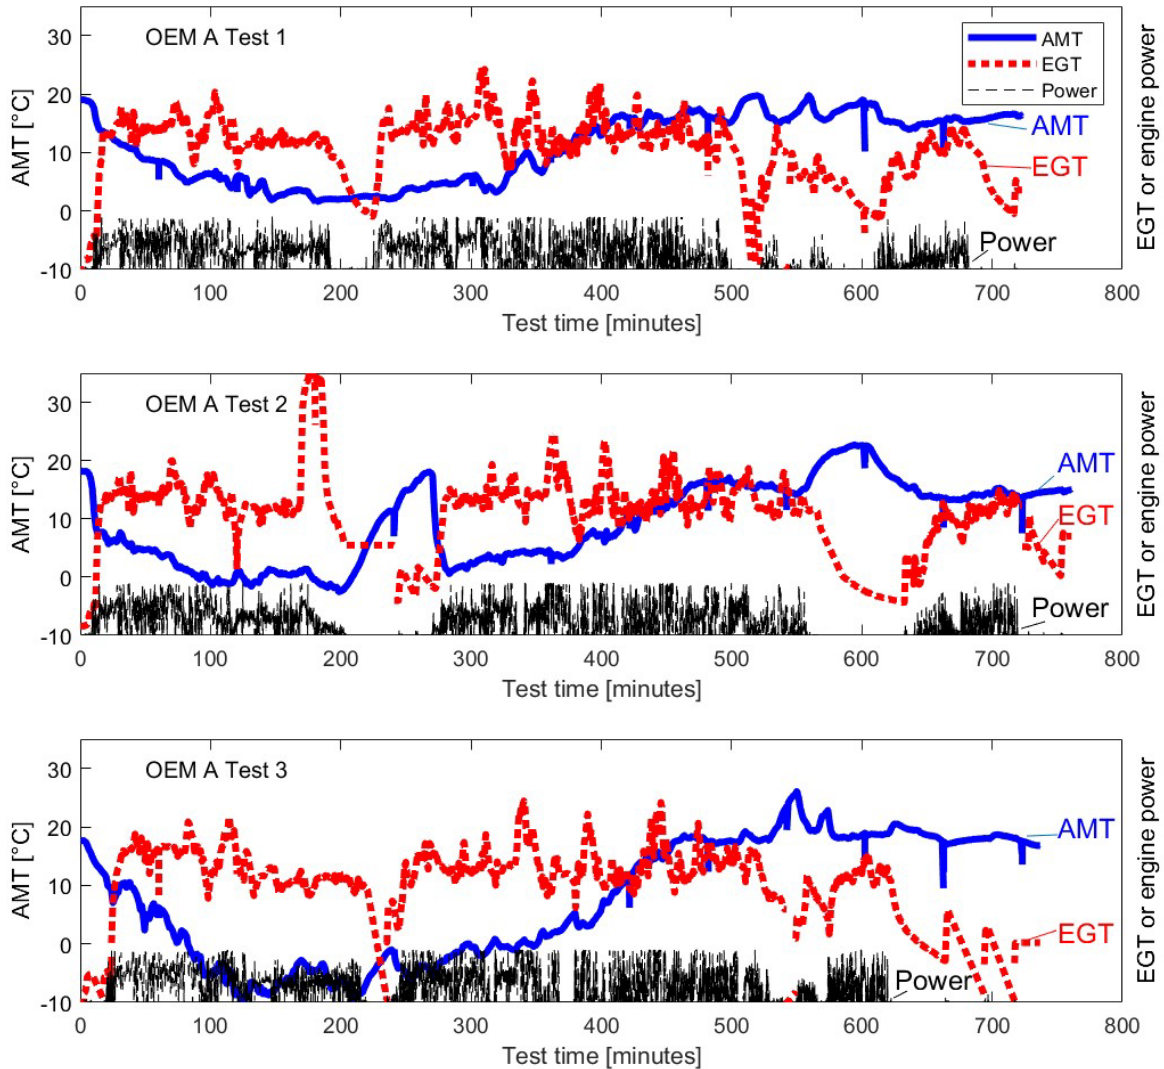 OEM A Test 1
AMT
EGT
Power
AMT [°C]
30
20
10
0
-10
AMT
EGT
Power
EGT or engine power
0 100 200 300 400 500 600 700 800
Test time [minutes]
OEM A Test 2
AMT [°C]
30
20
10
0
-10
AMT
EGT
Power
EGT or engine power
0 100 200 300 400 500 600 700 800
Test time [minutes]
OEM A Test 3
AMT [°C]
30
20
10
0
-10
AMT
EGT
Power
EGT or engine power
0 100 200 300 400 500 600 700 800
Test time [minutes]